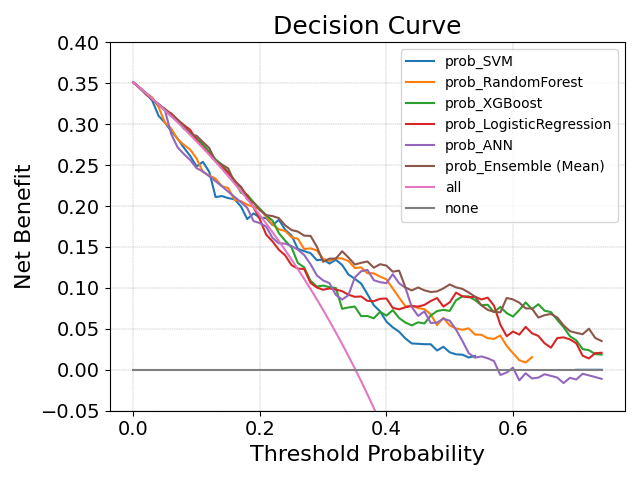 Decision Curve
Net Benefit
0.40
0.35
0.30
0.25
0.20
0.15
0.10
0.05
0.00
−0.05
prob_SVM
prob_RandomForest
prob_XGBoost
prob_LogisticRegression
prob_ANN
prob_Ensemble (Mean)
all
none
0.0 0.2 0.4 0.6
Threshold Probability